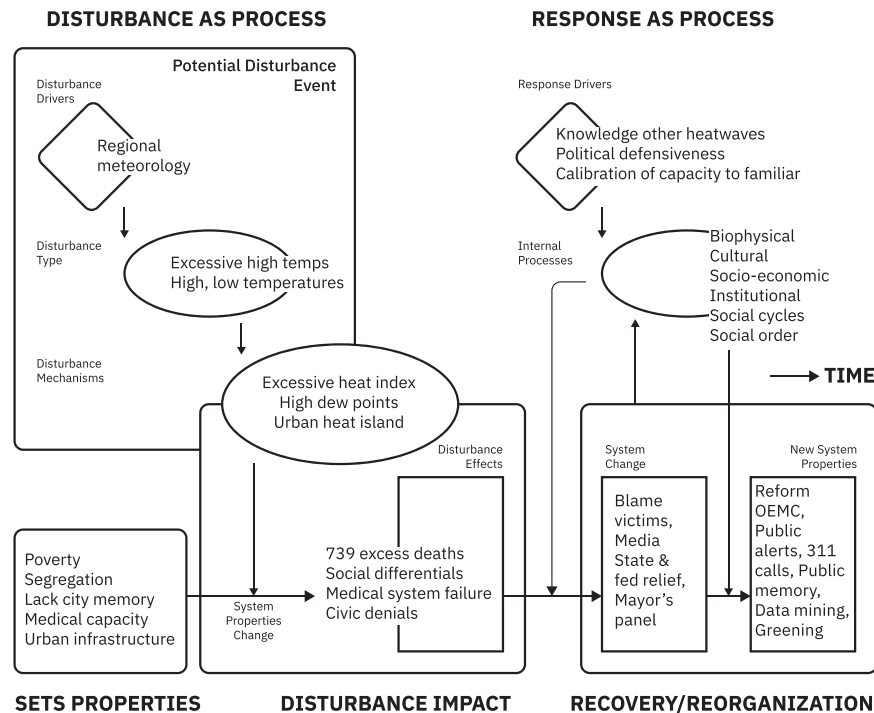 DISTURBANCE AS PROCESS
RESPONSE AS PROCESS
Potential Disturbance
Event
Disturbance
Drivers
Regional
meteorology
Disturbance
Type
Excessive high temps
High, low temperatures
Disturbance
Mechanisms
Excessive heat index
High dew points
Urban heat island
Response Drivers
Knowledge other heatwaves
Political defensiveness
Calibration of capacity to familiar
Internal
Processes
Biophysical
Cultural
Socio-economic
Institutional
Social cycles
Social order
TIME
Poverty
Segregation
Lack city memory
Medical capacity
Urban infrastructure
System
Properties
Change
Disturbance
Effects
739 excess deaths
Social differentials
Medical system failure
Civic denials
System
Change
Blame
victims,
Media
State &
fed relief,
Mayor’s
panel
New System
Properties
Reform
OEMC,
Public
alerts, 311
calls, Public
memory,
Data mining,
Greening
SETS PROPERTIES
DISTURBANCE IMPACT
RECOVERY/REORGANIZATION